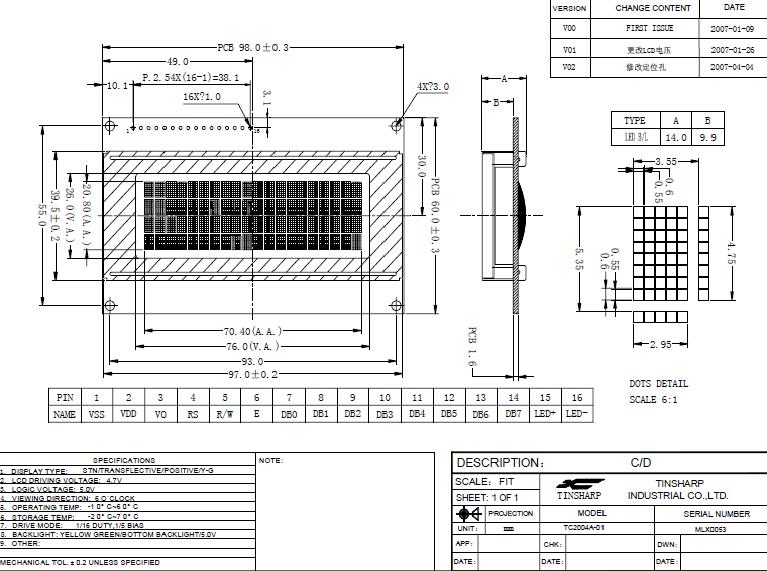 VERSION CHANGE CONTENT DATE
V00 FIRST ISSUE 2007-01-09
V01 更改LCD电压 2007-01-26
V02 修改定位孔 2007-04-04
PCB 98.0±0.3
49.0
10.1 P.2.54X(16-1)=38.1
16X?1.0
3.1
4X?3.0
1 16
A
B
TYPE A B
LED B/L 14.0 9.9
55.0
39.5±0.2
26.0(V.A.)
20.80(A.A.)
30.0
PCB 60.0±0.3
3.55
0.6
0.55
5.35
0.6
0.55
4.75
2.95
70.40(A.A.)
76.0(V.A.)
93.0
97.0±0.2
PCB 1.6
DOTS DETAIL
SCALE 6:1
PIN 1 2 3 4 5 6 7 8 9 10 11 12 13 14 15 16
NAME VSS VDD VO RS R/W E DB0 DB1 DB2 DB3 DB4 DB5 DB6 DB7 LED+ LED-
SPECIFICATIONS
1. DISPLAY TYPE: STN/TRANSFLECTIVE/POSITIVE/Y-G
2. LCD DRIVING VOLTAGE: 4.7V
3. LOGIC VOLTAGE: 5.0V
4. VIEWING DIRECTION: 6 O'CLOCK
5. OPERATING TEMP: -10°C~60°C
6. STORAGE TEMP: -20°C~70°C
7. DRIVE MODE: 1/16 DUTY,1/5 BIAS
8. BACKLIGHT: YELLOW GREEN/BOTTOM BACKLIGHT/5.0V
9. OTHER:
MECHANICAL TOL. ± 0.2 UNLESS SPECIFIED
NOTE:
DESCRIPTION: C/D
SCALE: FIT
SHEET: 1 OF 1
TINSHARP
TINSHARP
INDUSTRIAL CO.,LTD.
PROJECTION MODEL SERIAL NUMBER
UNIT: mm TC2004A-01 MLX0053
APP: CHK: DWN:
DATE: DATE: DATE: